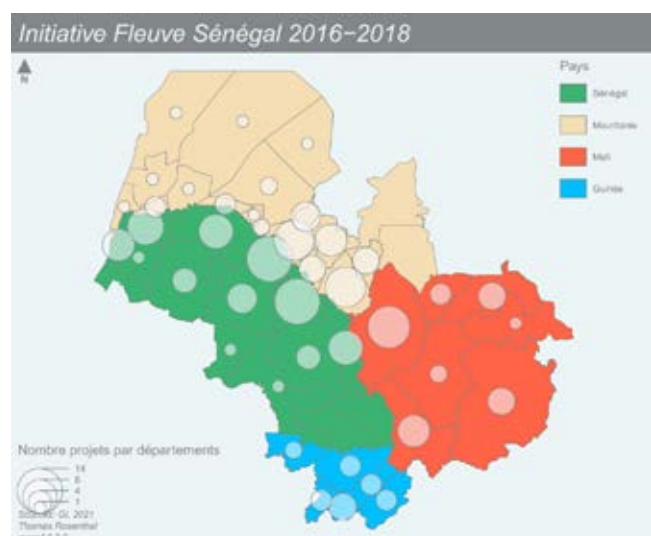 Initiative Fleuve Sénégal 2016−2018
N
Pays
Sénégal
Mauritanie
Mali
Guinée
Nombre projets par départements
14
8
4
1
2021
Thomas Rosenthal